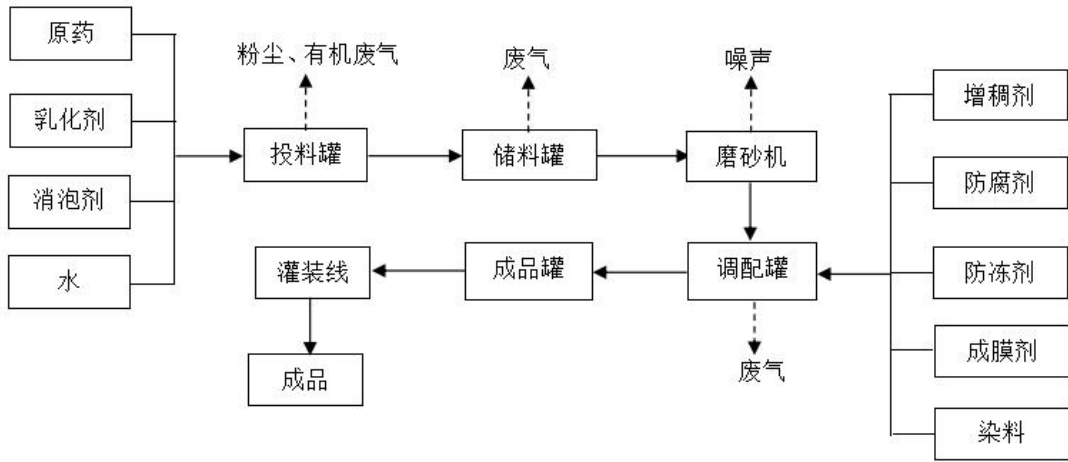 原药
粉尘、有机废气
废气
噪声
乳化剂
增稠剂
投料罐
储料罐
磨砂机
消泡剂
防腐剂
水
灌装线
成品罐
调配罐
防冻剂
成膜剂
成品
废气
染料